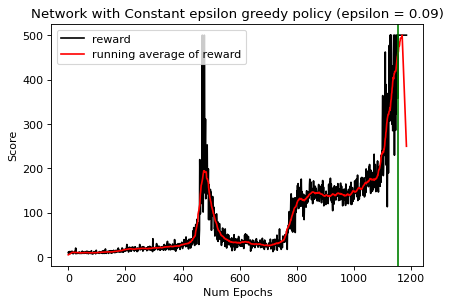 Network with Constant epsilon greedy policy (epsilon = 0.09)
reward
running average of reward
500
400
300
200
100
0
Score
0 200 400 600 800 1000 1200
Num Epochs